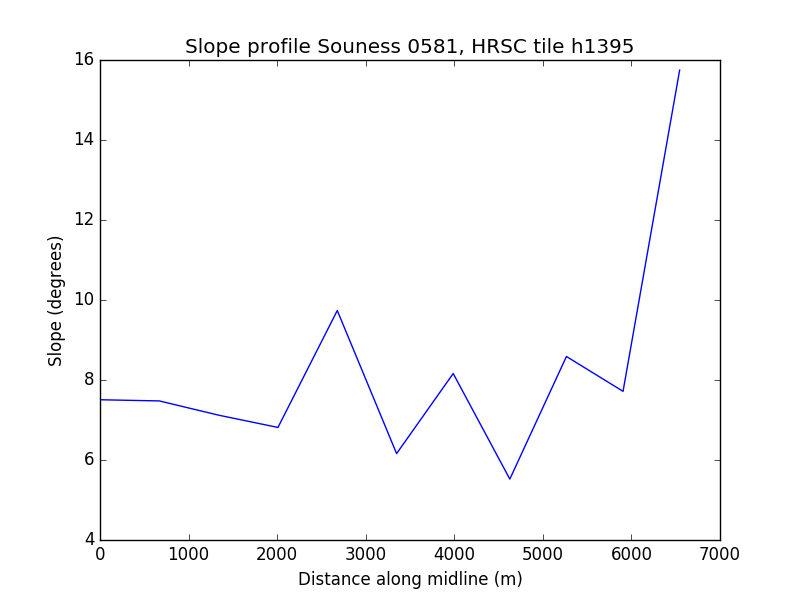 Slope profile Souness 0581, HRSC tile h1395
16
14
12
10
8
6
4
Slope (degrees)
0 1000 2000 3000 4000 5000 6000 7000
Distance along midline (m)